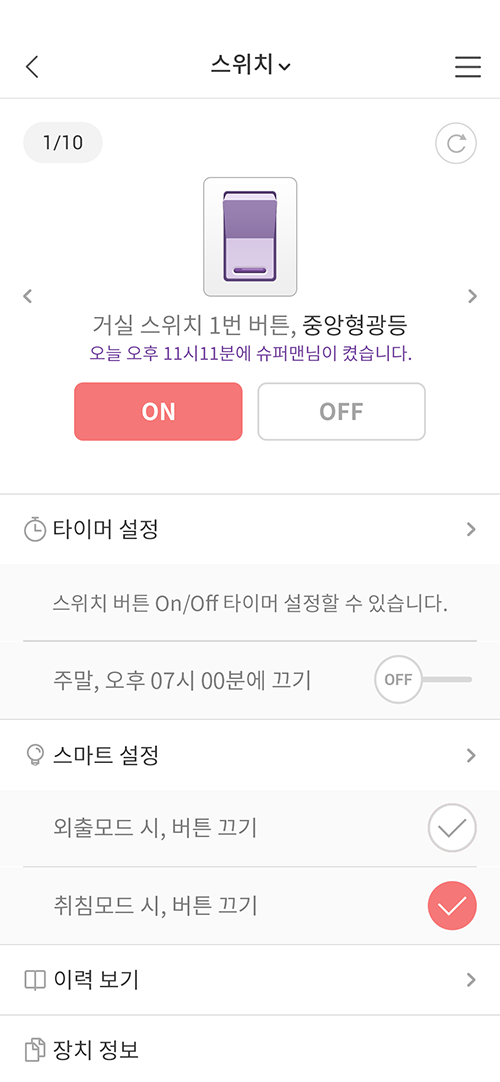 스위치
1/10
거실 스위치 1번 버튼, 중앙형광등
오늘 오후 11시11분에 슈퍼맨님이 켰습니다.
ON OFF
타이머 설정
스위치 버튼 On/Off 타이머 설정할 수 있습니다.
주말, 오후 07시 00분에 끄기 OFF
스마트 설정
외출모드 시, 버튼 끄기
취침모드 시, 버튼 끄기
이력 보기
장치 정보